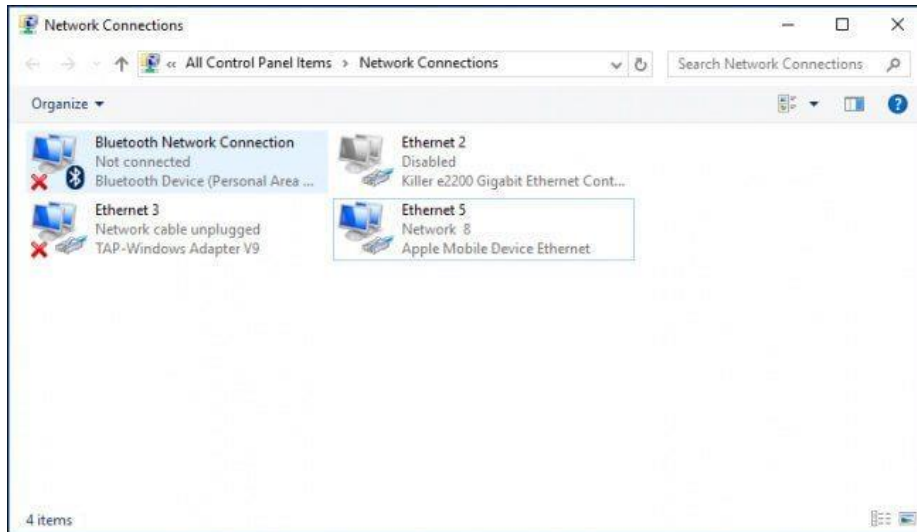 Network Connections
« All Control Panel Items > Network Connections
Search Network Connections
Organize
Bluetooth Network Connection
Not connected
Bluetooth Device (Personal Area ...
Ethernet 2
Disabled
Killer e2200 Gigabit Ethernet Cont...
Ethernet 3
Network cable unplugged
TAP-Windows Adapter V9
Ethernet 5
Network 8
Apple Mobile Device Ethernet
4 items